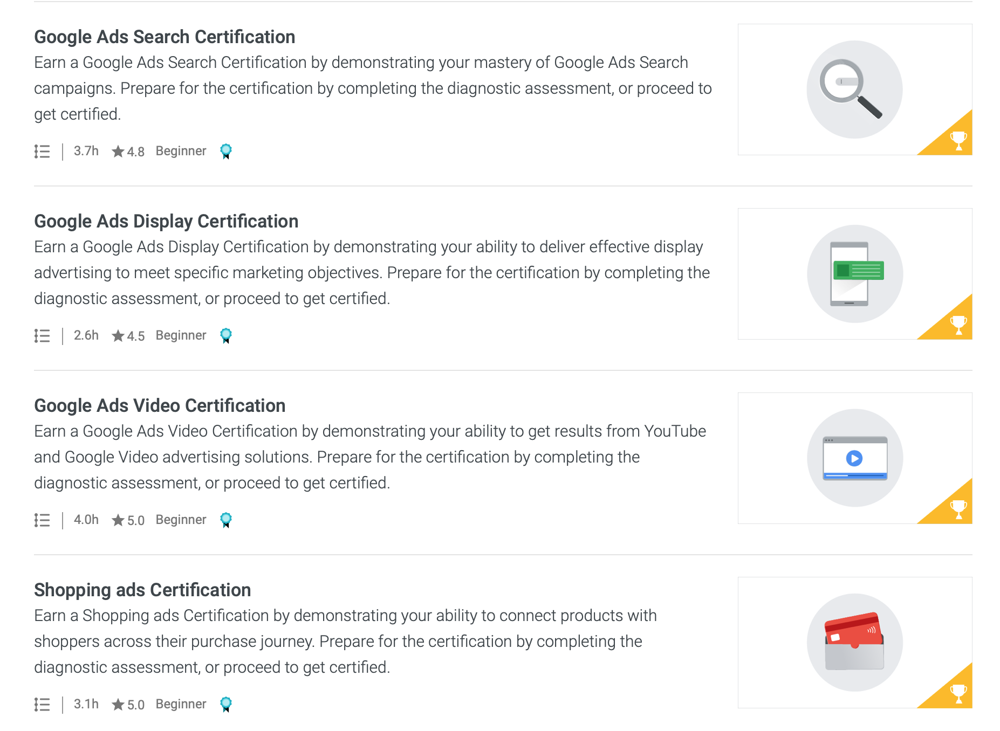 Google Ads Search Certification
Earn a Google Ads Search Certification by demonstrating your mastery of Google Ads Search
campaigns. Prepare for the certification by completing the diagnostic assessment, or proceed to
get certified.
3.7h 4.8 Beginner
Google Ads Display Certification
Earn a Google Ads Display Certification by demonstrating your ability to deliver effective display
advertising to meet specific marketing objectives. Prepare for the certification by completing the
diagnostic assessment, or proceed to get certified.
2.6h 4.5 Beginner
Google Ads Video Certification
Earn a Google Ads Video Certification by demonstrating your ability to get results from YouTube
and Google Video advertising solutions. Prepare for the certification by completing the
diagnostic assessment, or proceed to get certified.
4.0h 5.0 Beginner
Shopping ads Certification
Earn a Shopping ads Certification by demonstrating your ability to connect products with
shoppers across their purchase journey. Prepare for the certification by completing the
diagnostic assessment, or proceed to get certified.
3.1h 5.0 Beginner